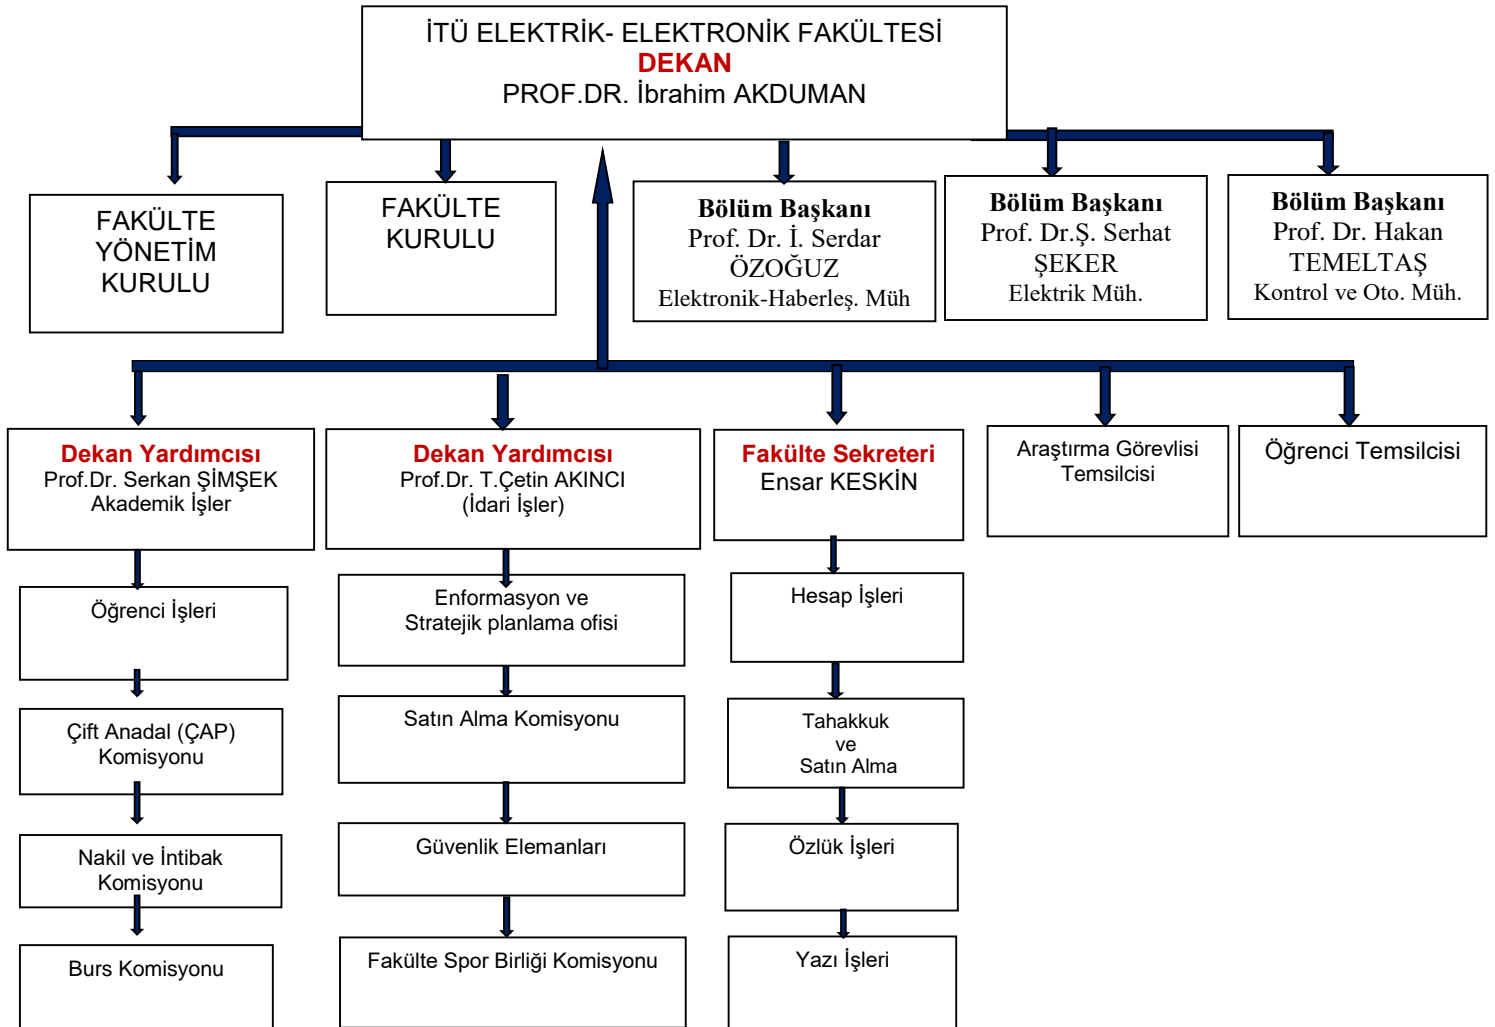 İTÜ ELEKTRİK- ELEKTRONİK FAKÜLTESİ
DEKAN
PROF.DR. İbrahim AKDUMAN
FAKÜLTE
YÖNETİM
KURULU
FAKÜLTE
KURULU
Bölüm Başkanı
Prof. Dr. İ. Serdar
ÖZOĞUZ
Elektronik-Haberleş. Müh
Bölüm Başkanı
Prof. Dr.Ş. Serhat
ŞEKER
Elektrik Müh.
Bölüm Başkanı
Prof. Dr. Hakan
TEMELTAŞ
Kontrol ve Oto. Müh.
Dekan Yardımcısı
Prof.Dr. Serkan ŞİMŞEK
Akademik İşler
Dekan Yardımcısı
Prof.Dr. T.Çetin AKINCI
(İdari İşler)
Fakülte Sekreteri
Ensar KESKİN
Araştırma Görevlisi
Temsilcisi
Öğrenci Temsilcisi
Öğrenci İşleri
Enformasyon ve
Stratejik planlama ofisi
Hesap İşleri
Çift Anadal (ÇAP)
Komisyonu
Satın Alma Komisyonu
Tahakkuk
ve
Satın Alma
Nakil ve İntibak
Komisyonu
Güvenlik Elemanları
Özlük İşleri
Burs Komisyonu
Fakülte Spor Birliği Komisyonu
Yazı İşleri